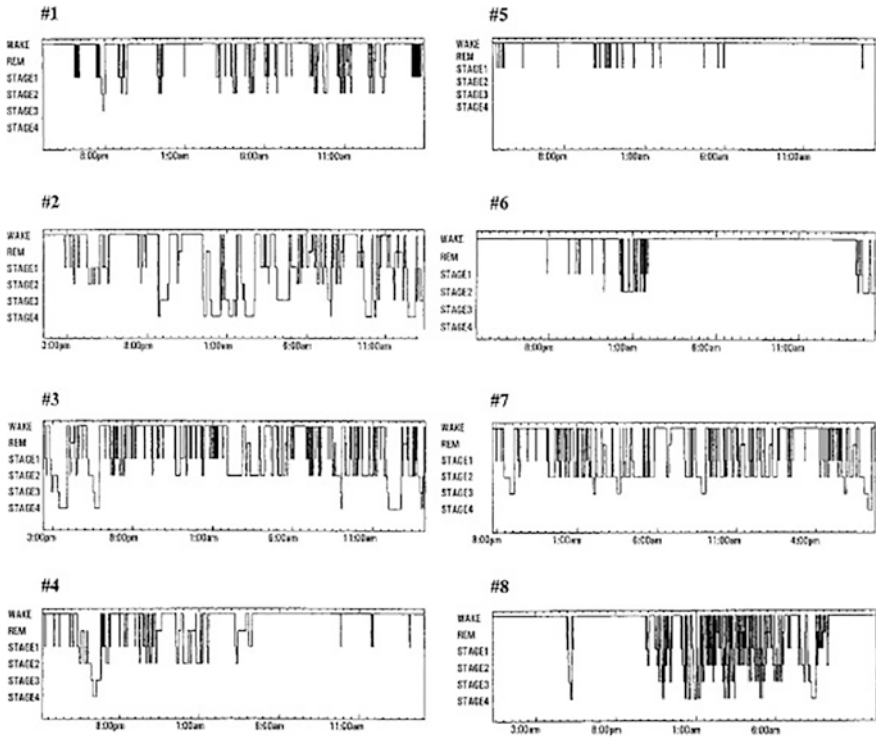 #1
WAKE
REM
STAGE1
STAGE2
STAGE3
STAGE4
8:00pm 1:00am 6:00am 11:00am
#2
WAKE
REM
STAGE1
STAGE2
STAGE3
STAGE4
3:00pm 8:00pm 1:00am 6:00am 11:00am
#3
WAKE
REM
STAGE1
STAGE2
STAGE3
STAGE4
3:00pm 8:00pm 1:00am 6:00am 11:00am
#4
WAKE
REM
STAGE1
STAGE2
STAGE3
STAGE4
8:00pm 1:00am 6:00am 11:00am
#5
WAKE
REM
STAGE1
STAGE2
STAGE3
STAGE4
8:00pm 1:00am 6:00am 11:00am
#6
WAKE
REM
STAGE1
STAGE2
STAGE3
STAGE4
8:00pm 1:00am 6:00am 11:00am
#7
WAKE
REM
STAGE1
STAGE2
STAGE3
STAGE4
8:00pm 1:00am 6:00am 11:00am 4:00pm
#8
WAKE
REM
STAGE1
STAGE2
STAGE3
STAGE4
3:00am 8:00pm 1:00am 6:00am